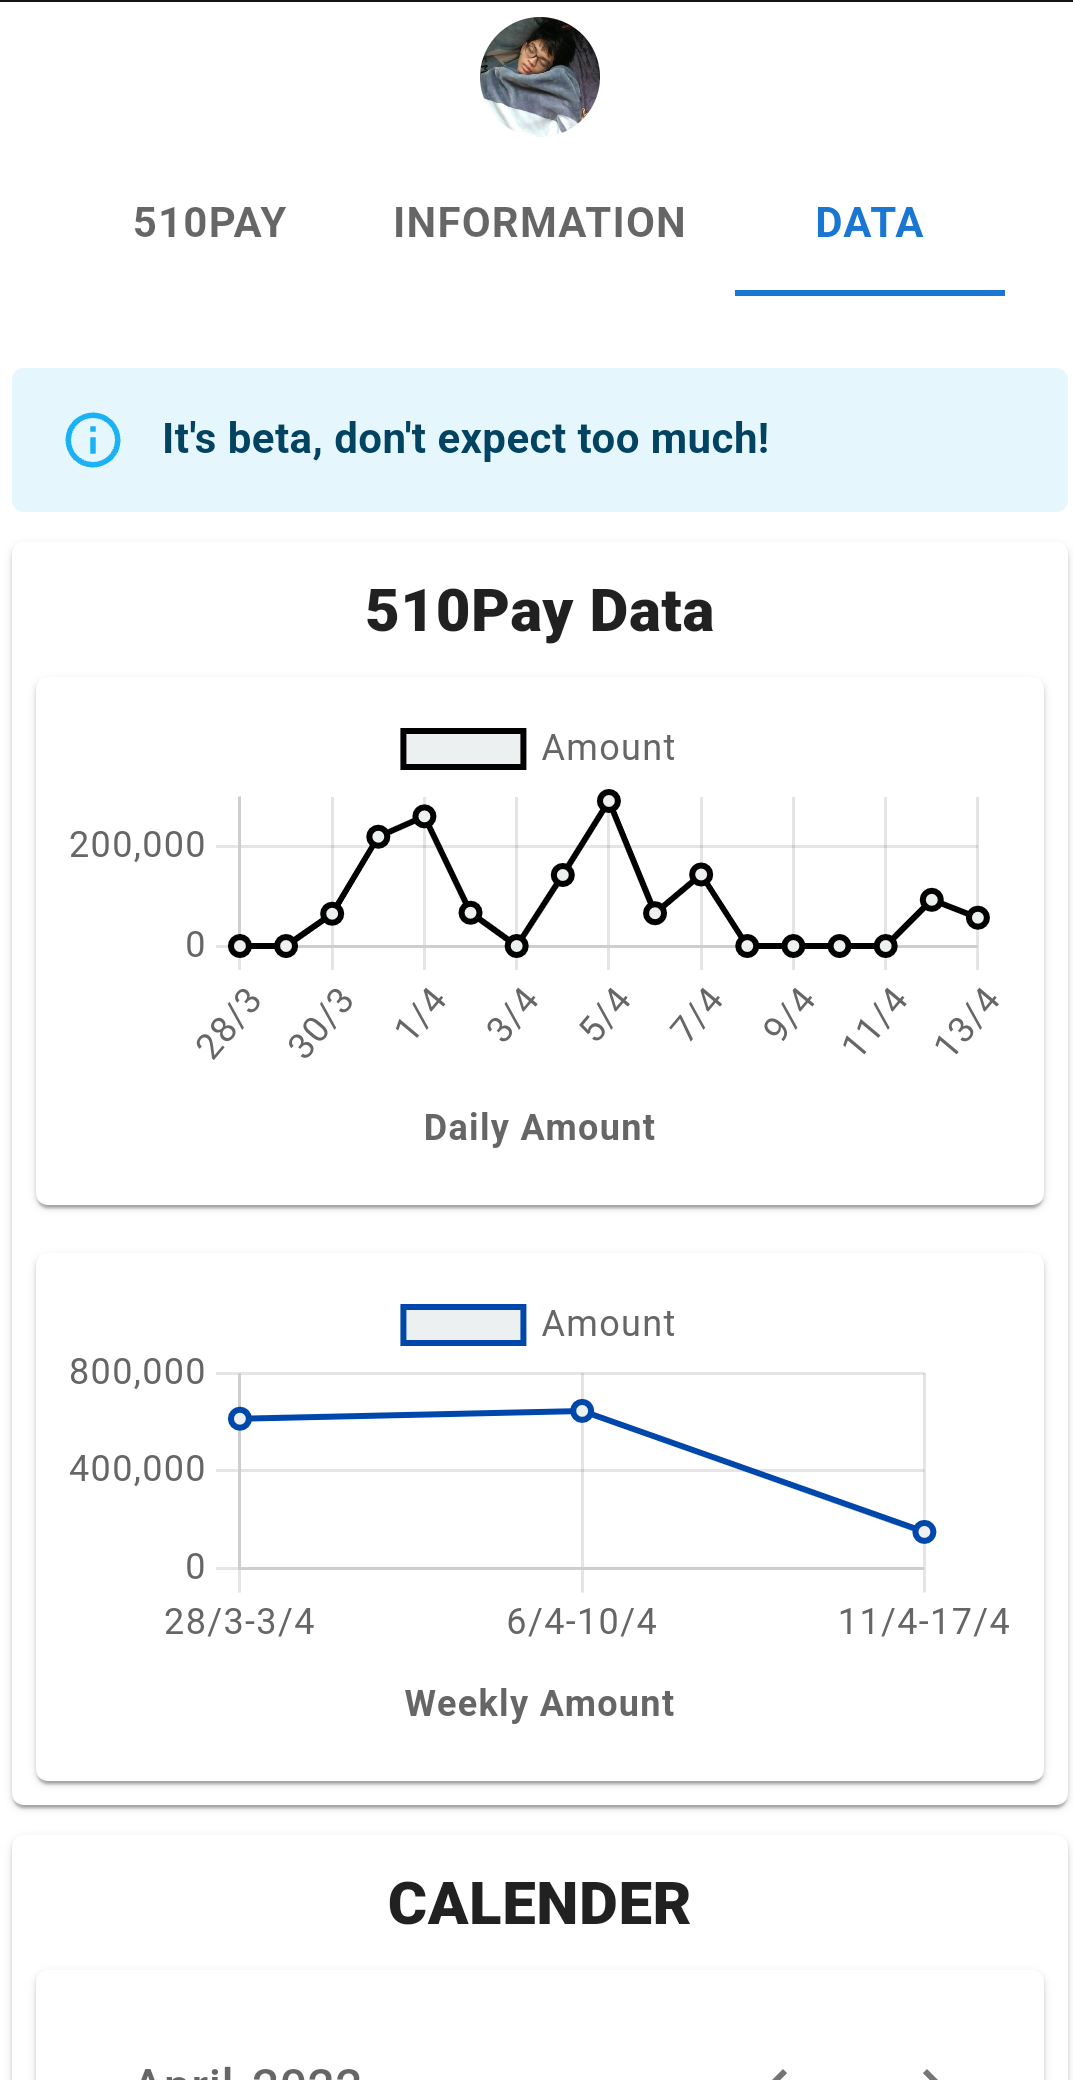 510PAY INFORMATION DATA
It's beta, don't expect too much!
510Pay Data
Amount
200,000
0
28/3 30/3 1/4 3/4 5/4 7/4 9/4 11/4 13/4
Daily Amount
Amount
800,000
400,000
0
28/3-3/4 6/4-10/4 11/4-17/4
Weekly Amount
CALENDER
April